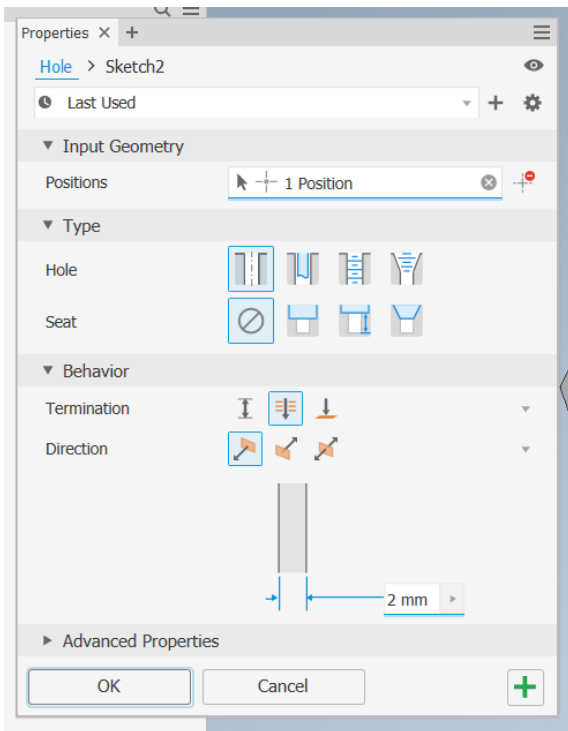 Properties × +
Hole > Sketch2
Last Used
Input Geometry
Positions 1 Position
Type
Hole
Seat
Behavior
Termination
Direction
2 mm
Advanced Properties
OK Cancel